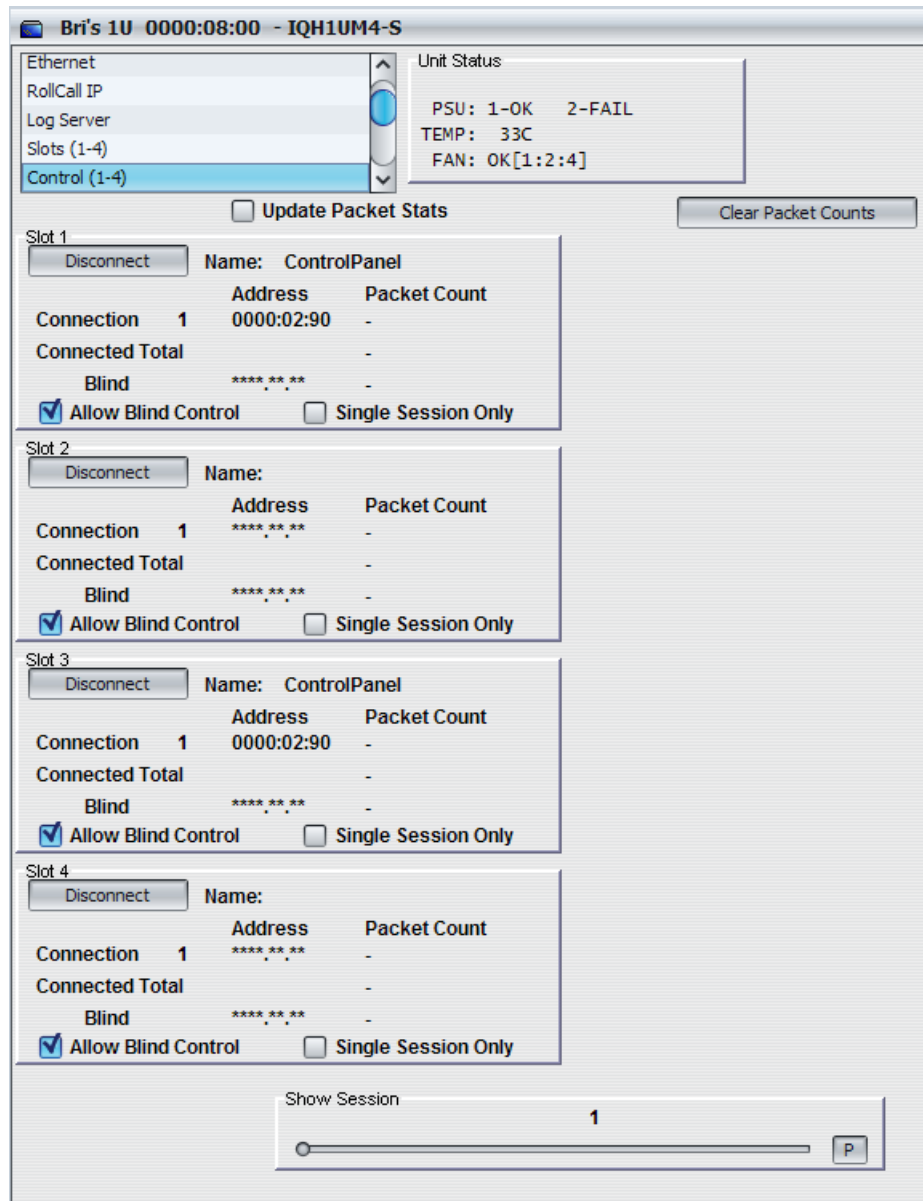 Bri's 1U 0000:08:00 - IQH1UM4-S
Ethernet
RollCall IP
Log Server
Slots (1-4)
Control (1-4)
Unit Status
PSU: 1-OK 2-FAIL
TEMP: 33C
FAN: OK[1:2:4]
Update Packet Stats
Clear Packet Counts
Slot 1
Disconnect Name: ControlPanel
Address Packet Count
Connection 1 0000:02:90 -
Connected Total -
Blind ****.**.** -
Allow Blind Control Single Session Only
Slot 2
Disconnect Name:
Address Packet Count
Connection 1 ****.**.** -
Connected Total -
Blind ****.**.** -
Allow Blind Control Single Session Only
Slot 3
Disconnect Name: ControlPanel
Address Packet Count
Connection 1 0000:02:90 -
Connected Total -
Blind ****.**.** -
Allow Blind Control Single Session Only
Slot 4
Disconnect Name:
Address Packet Count
Connection 1 ****.**.** -
Connected Total -
Blind ****.**.** -
Allow Blind Control Single Session Only
Show Session
1
P